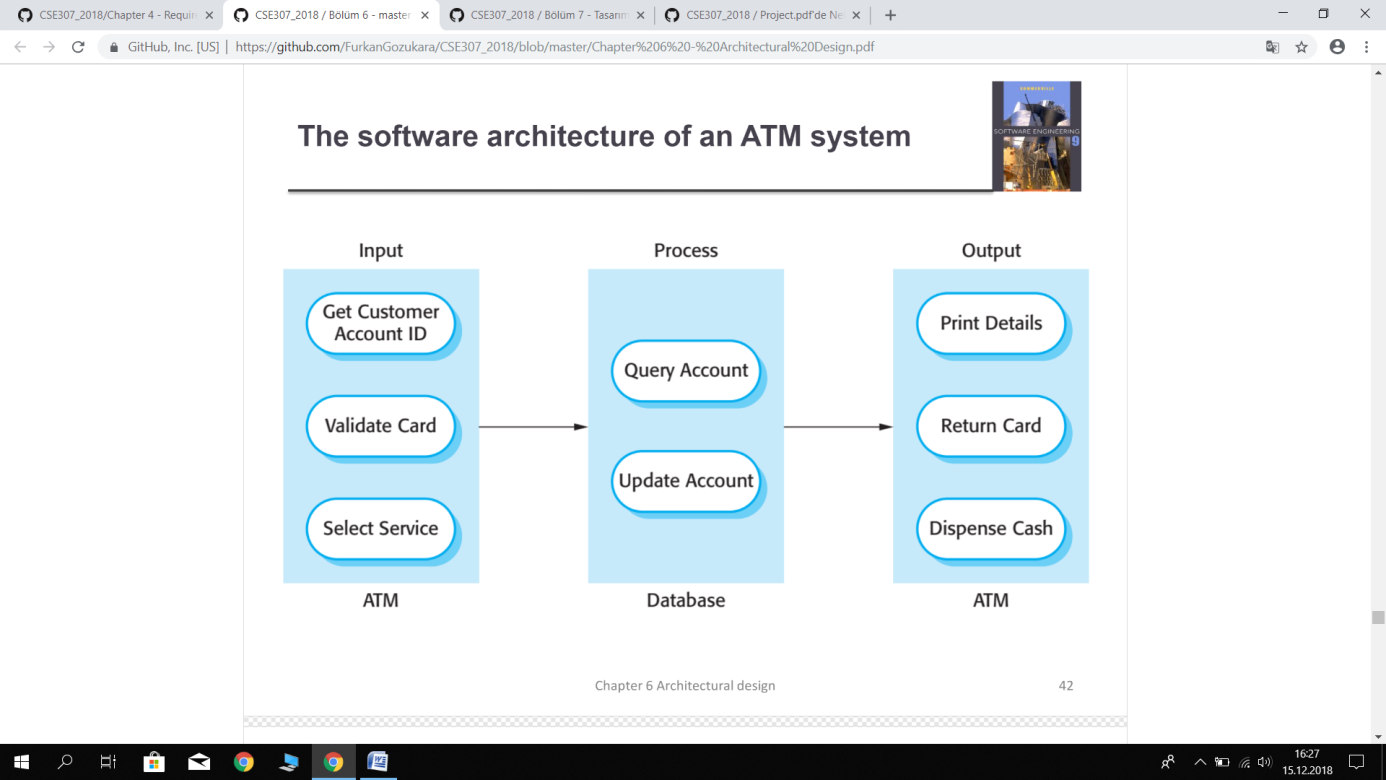 CSE307_2018/Chapter 4 - Requin
CSE307_2018 / Bölüm 6 - master
CSE307_2018 / Bölüm 7 - Tasarım
CSE307_2018 / Project.pdf'de Ne
GitHub, Inc. [US] | https://github.com/FurkanGozukara/CSE307_2018/blob/master/Chapter%206%20-%20Architectural%20Design.pdf
The software architecture of an ATM system
SOMMERVILLE
SOFTWARE ENGINEERING
9
Input
Process
Output
Get Customer
Account ID
Validate Card
Select Service
Query Account
Update Account
Print Details
Return Card
Dispense Cash
ATM
Database
ATM
Chapter 6 Architectural design
42
16:27
15.12.2018